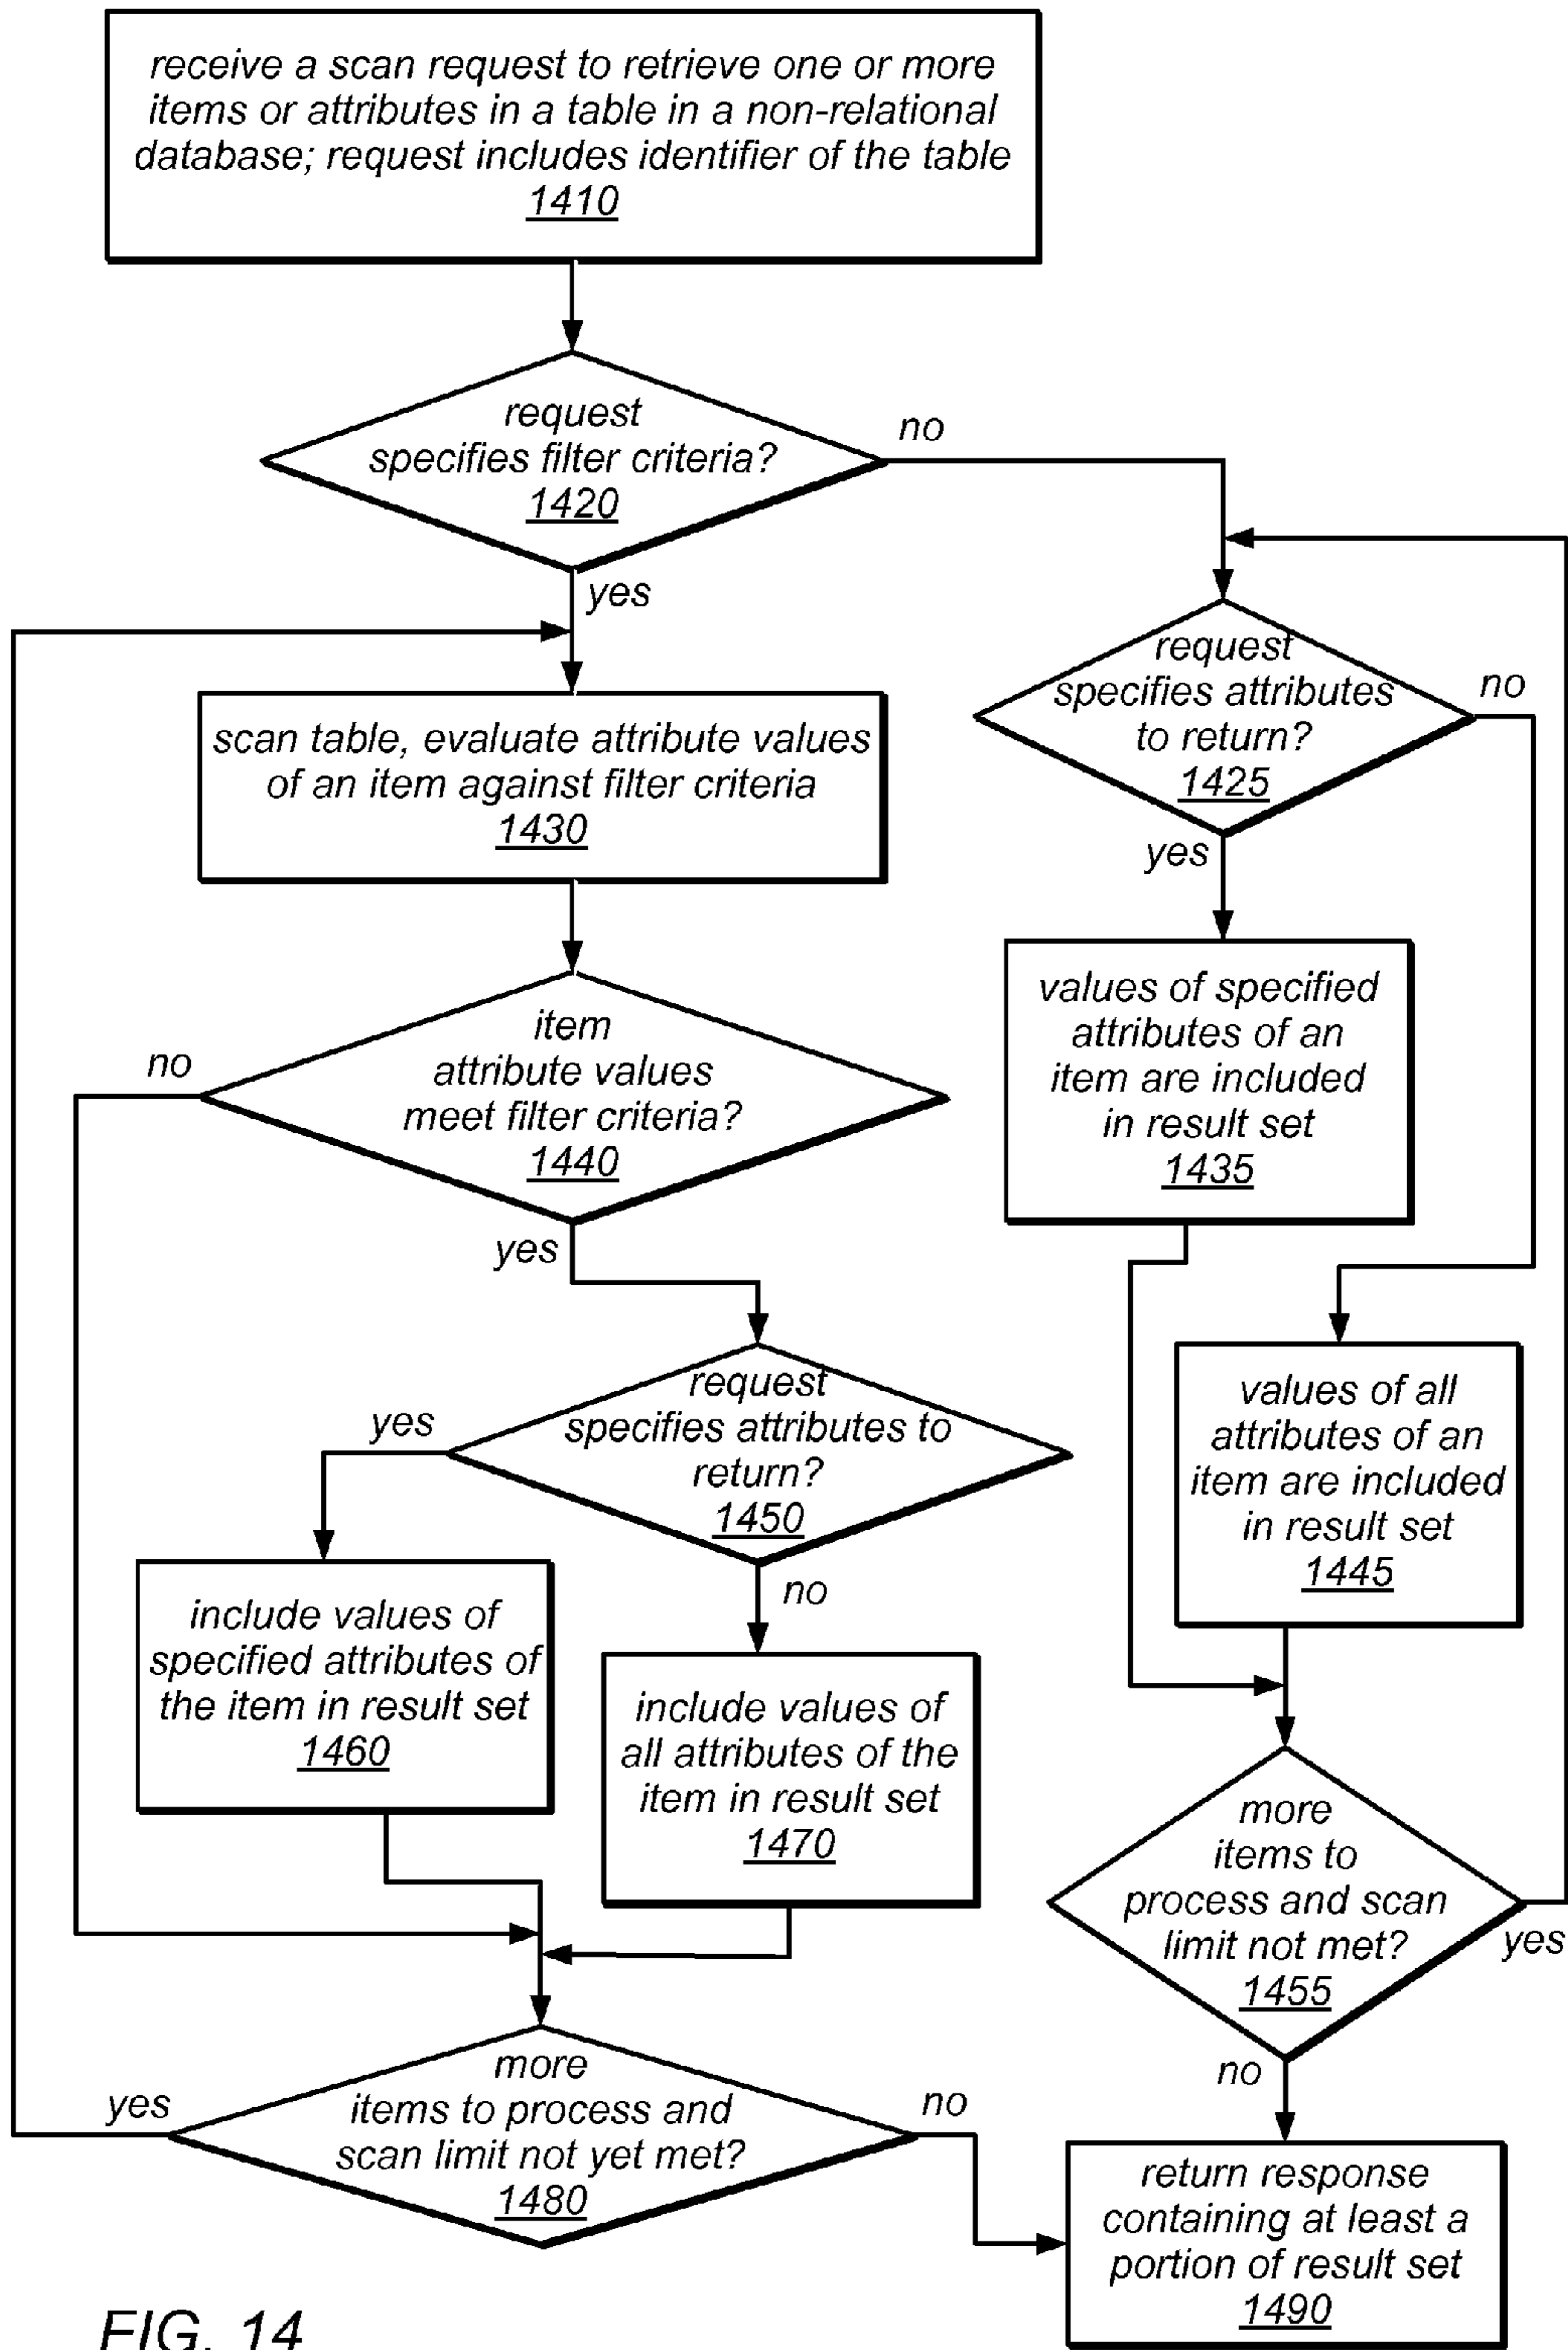 receive a scan request to retrieve one or more
items or attributes in a table in a non-relational
database; request includes identifier of the table
1410
request
specifies filter criteria?
1420
no
yes
scan table, evaluate attribute values
of an item against filter criteria
1430
request
specifies attributes
to return?
1425
no
yes
item
attribute values
meet filter criteria?
1440
no
yes
values of specified
attributes of an
item are included
in result set
1435
request
specifies attributes to
return?
1450
yes
no
values of all
attributes of an
item are included
in result set
1445
include values of
specified attributes of
the item in result set
1460
include values of
all attributes of the
item in result set
1470
more
items to
process and scan
limit not met?
1455
yes
no
more
items to process and
scan limit not yet met?
1480
yes
no
return response
containing at least a
portion of result set
1490
FIG. 14